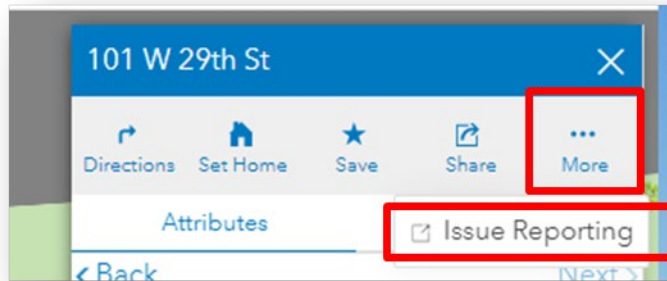 101 W 29th St
Directions Set Home Save Share More
Attributes
Issue Reporting
Back Next